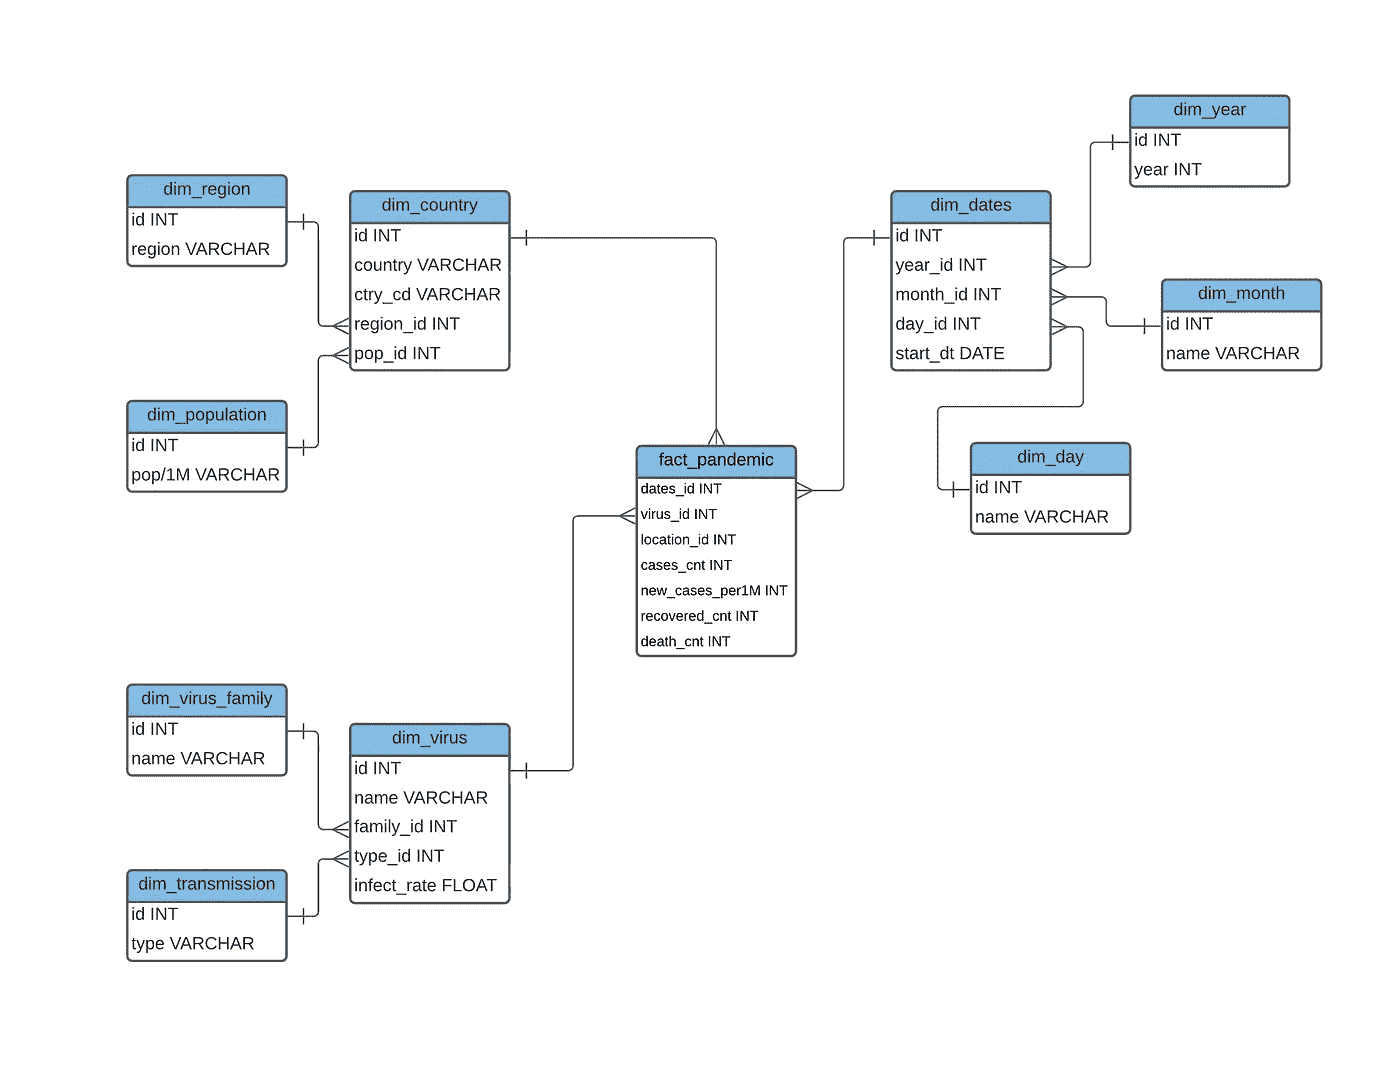 dim_year
id INT
year INT
dim_region
id INT
region VARCHAR
dim_country
id INT
country VARCHAR
ctry_cd VARCHAR
region_id INT
pop_id INT
dim_dates
id INT
year_id INT
month_id INT
day_id INT
start_dt DATE
dim_month
id INT
name VARCHAR
dim_population
id INT
pop/1M VARCHAR
fact_pandemic
dates_id INT
virus_id INT
location_id INT
cases_cnt INT
new_cases_per1M INT
recovered_cnt INT
death_cnt INT
dim_day
id INT
name VARCHAR
dim_virus_family
id INT
name VARCHAR
dim_virus
id INT
name VARCHAR
family_id INT
type_id INT
infect_rate FLOAT
dim_transmission
id INT
type VARCHAR